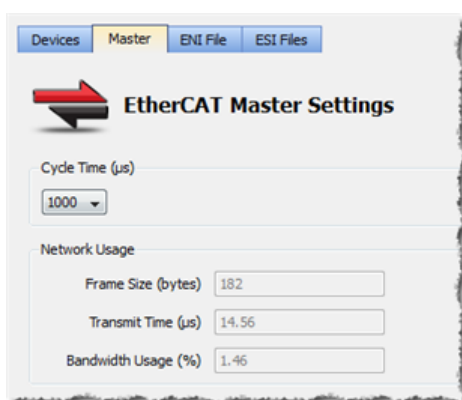 Devices Master ENI File ESI Files
EtherCAT Master Settings
Cycle Time (µs)
1000
Network Usage
Frame Size (bytes) 182
Transmit Time (µs) 14.56
Bandwidth Usage (%) 1.46